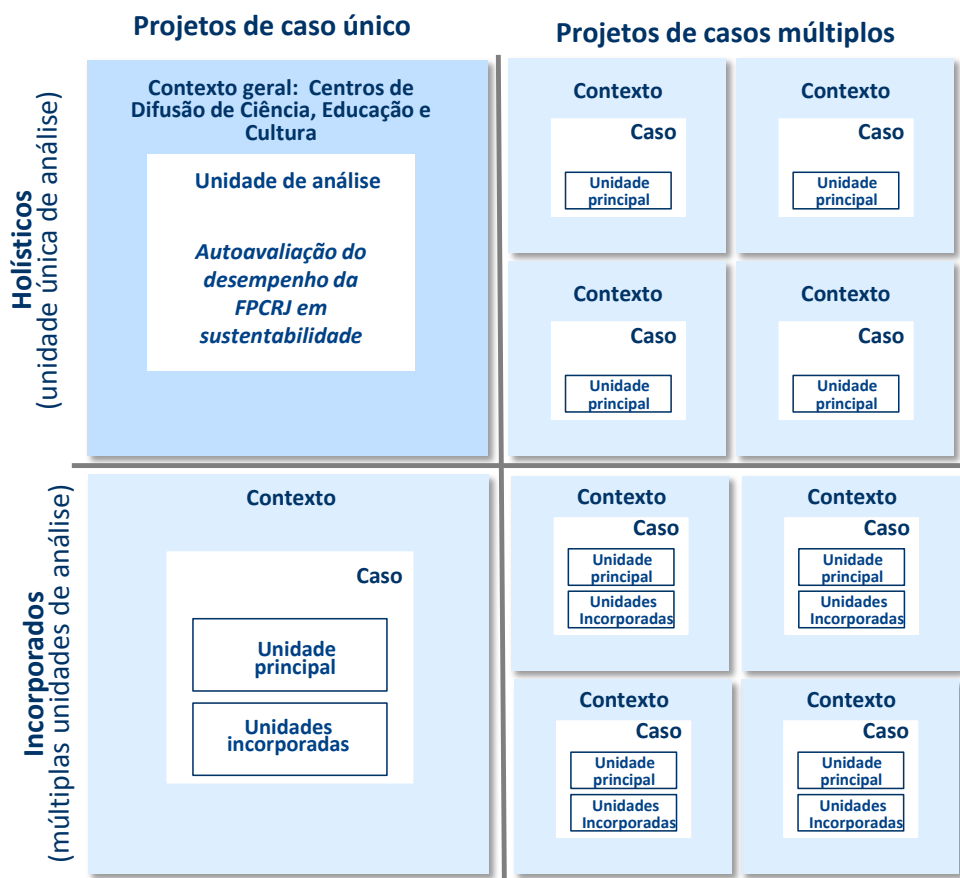 Projetos de caso único
Projetos de casos múltiplos
Holísticos
(unidade única de análise)
Contexto geral: Centros de
Difusão de Ciência, Educação e
Cultura
Unidade de análise
Autoavaliação do
desempenho da
FPCRJ em
sustentabilidade
Contexto
Caso
Unidade
principal
Contexto
Caso
Unidade
principal
Contexto
Caso
Unidade
principal
Contexto
Caso
Unidade
principal
Incorporados
(múltiplas unidades de análise)
Contexto
Caso
Unidade
principal
Unidades
incorporadas
Contexto
Caso
Unidade
principal
Unidades
Incorporadas
Contexto
Caso
Unidade
principal
Unidades
Incorporadas
Contexto
Caso
Unidade
principal
Unidades
Incorporadas
Contexto
Caso
Unidade
principal
Unidades
Incorporadas